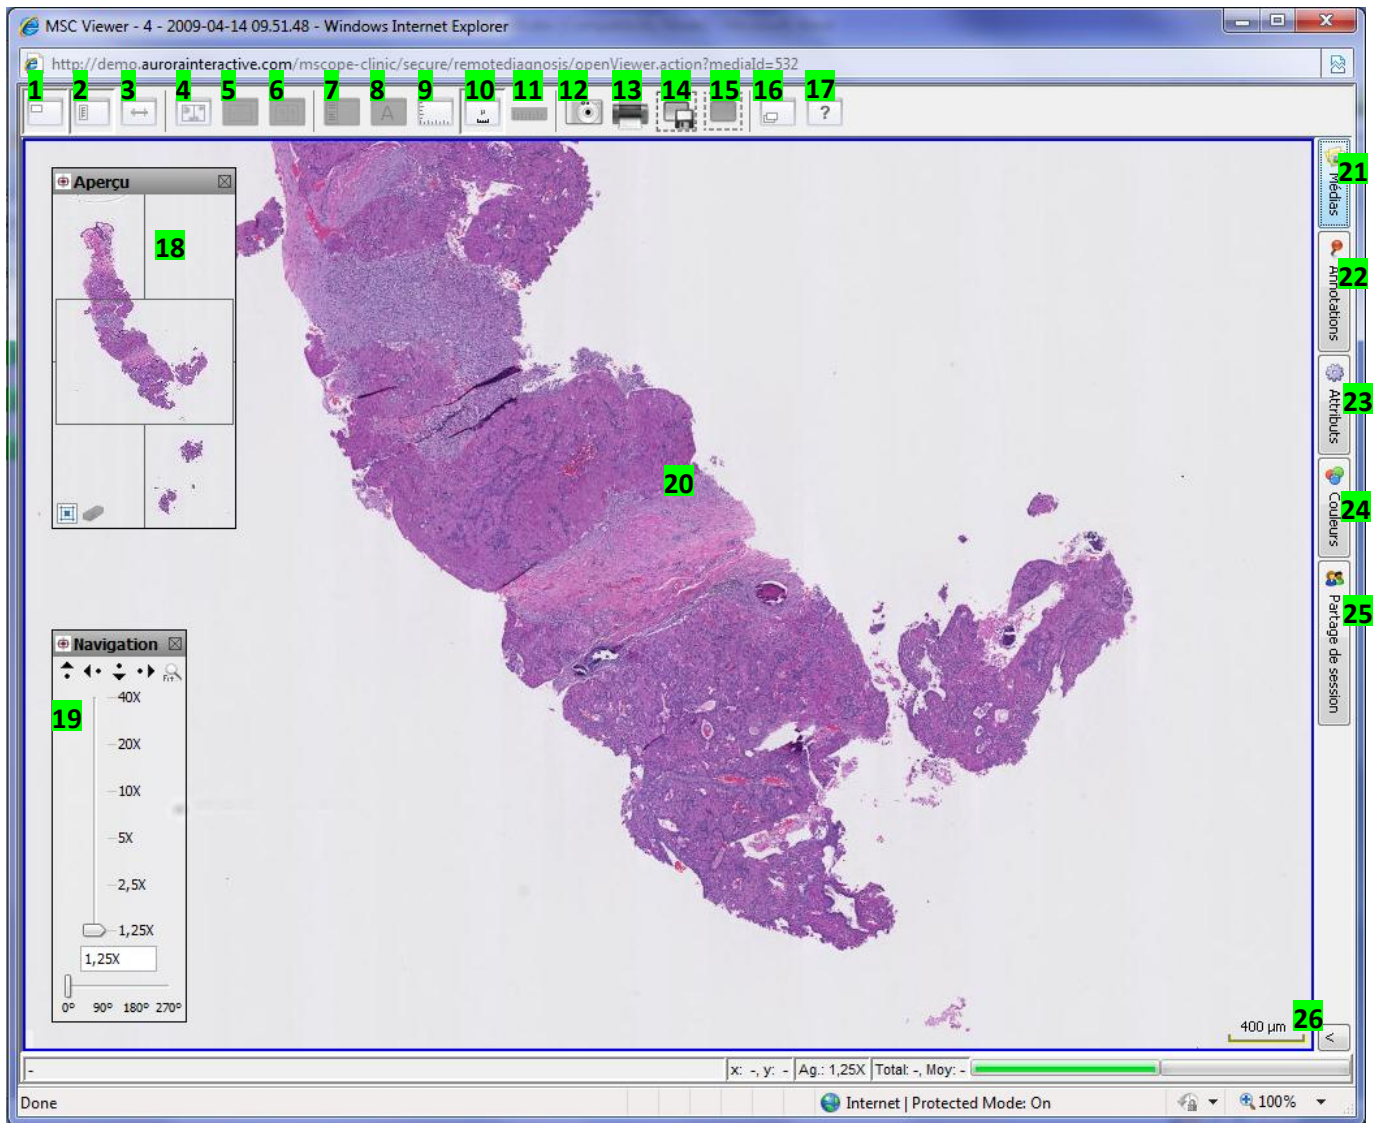 MSC Viewer - 4 - 2009-04-14 09.51.48 - Windows Internet Explorer
http://demo.aurorainteractive.com/mscope-clinic/secure/remotediagnosis/openViewer.action?mediaId=532
1 2 3 4 5 6 7 8 9 10 11 12 13 14 15 16 17
A
µ
?
Aperçu
18
20
Navigation
Fit
19
40X
20X
10X
5X
2,5X
1,25X
1,25X
0° 90° 180° 270°
21
Médias
22
Annotations
23
Attributs
24
Couleurs
25
Partage de session
26
400 µm
<
-
x: -, y: - Ag.: 1,25X Total: -, Moy: -
Done
Internet | Protected Mode: On
100%